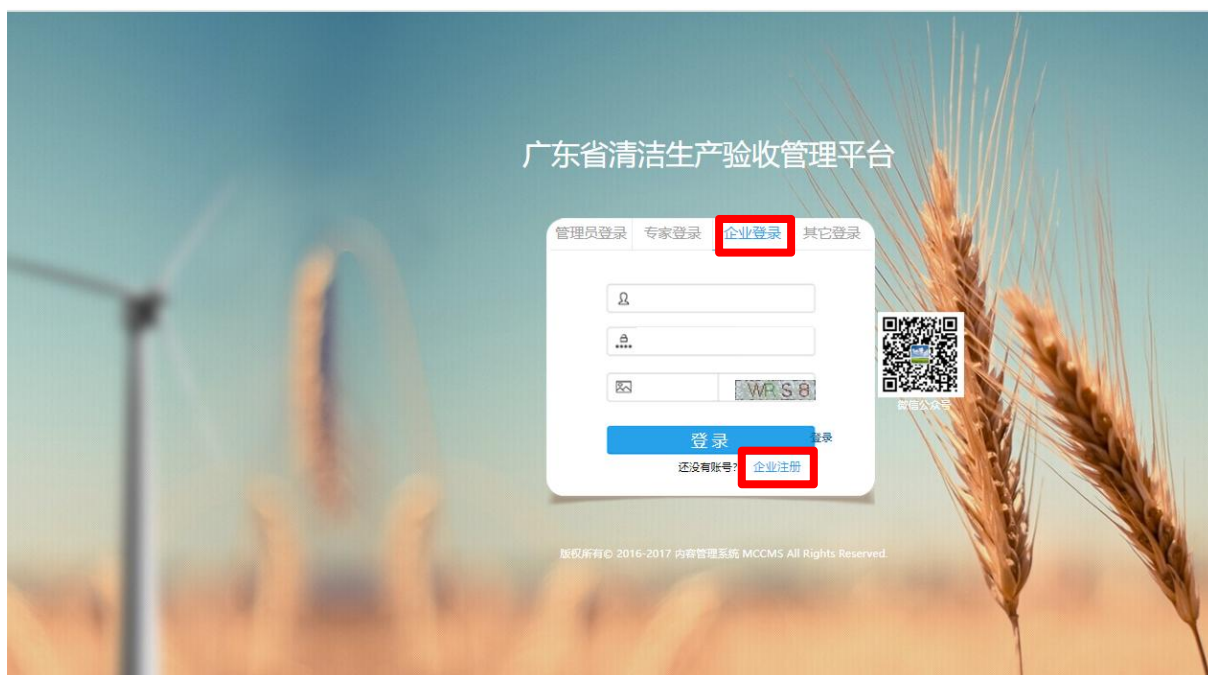 广东省清洁生产验收管理平台
管理员登录 专家登录 企业登录 其它登录
WRS8
微信公众号
登录 登录
还没有账号? 企业注册
版权所有© 2016-2017 内容管理系统 MCCMS All Rights Reserved.